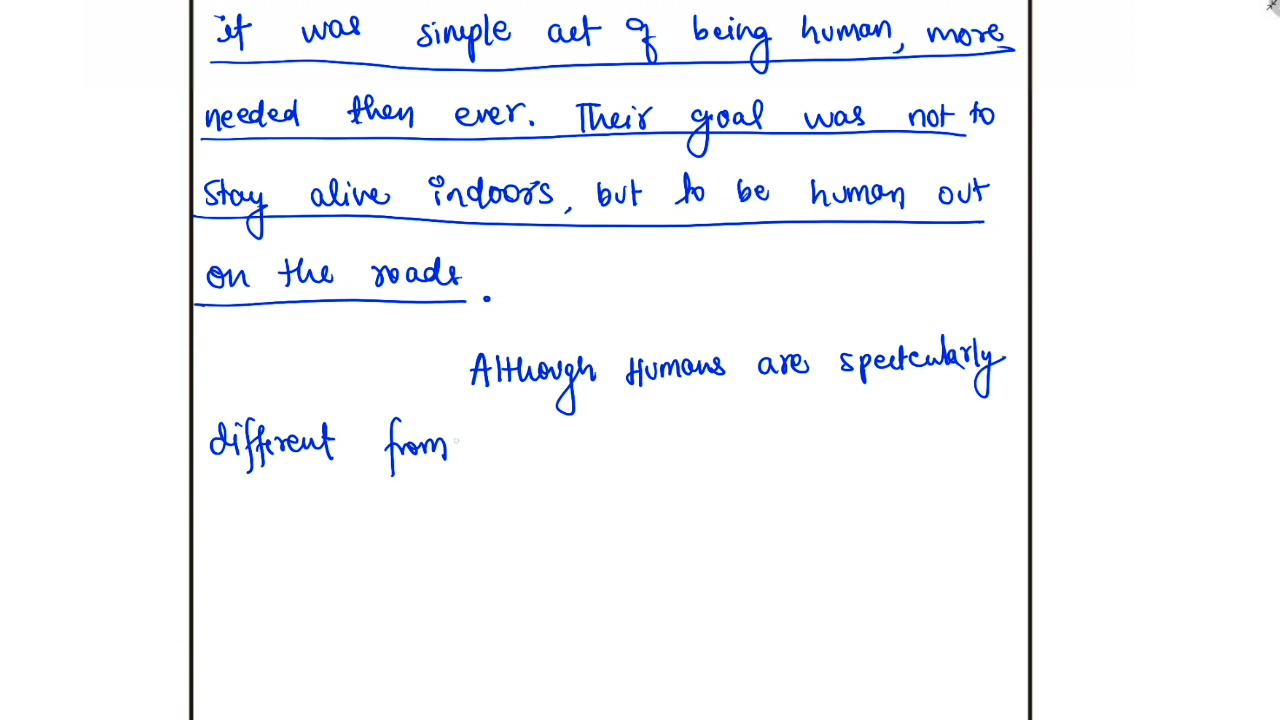 it was simple act of being human, more
needed then ever. Their goal was not to
stay alive indoors, but to be human out
on the roads.
Although Humans are spectcularly
different from